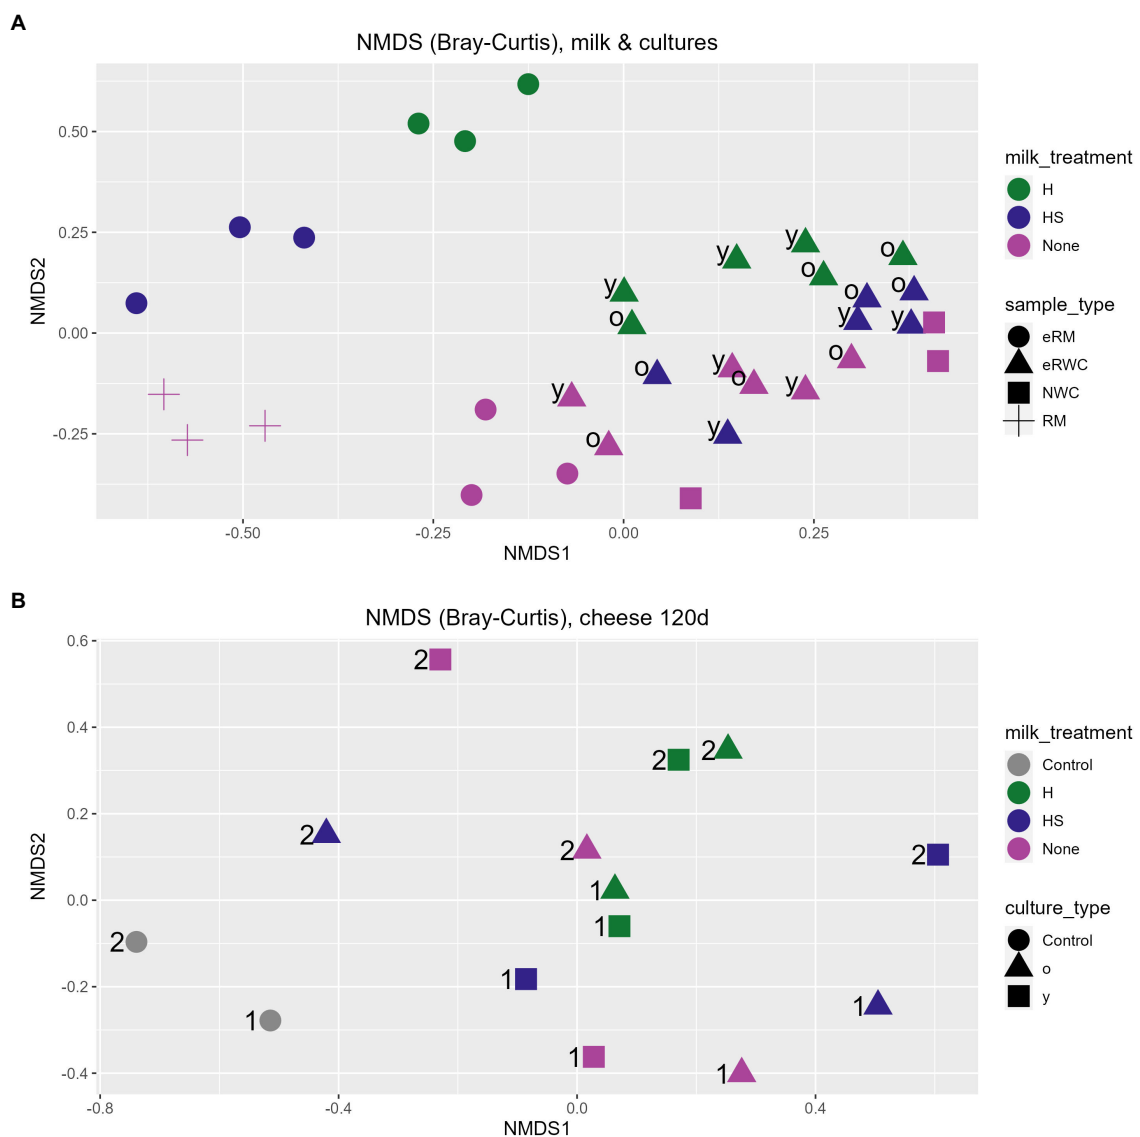 A
NMDS (Bray-Curtis), milk & cultures
NMDS2
0.50
0.25
0.00
-0.25
y
y
o
o
y
o
o
y
o
y
y
o
o
o
y
y
y
o
-0.50
-0.25
0.00
0.25
NMDS1
milk_treatment
H
HS
None
sample_type
eRM
eRWC
NWC
RM
B
NMDS (Bray-Curtis), cheese 120d
NMDS2
0.6
0.4
0.2
0.0
-0.2
-0.4
2
2
2
2
2
2
1
1
2
1
1
1
1
1
-0.8
-0.4
0.0
0.4
NMDS1
milk_treatment
Control
H
HS
None
culture_type
Control
o
y